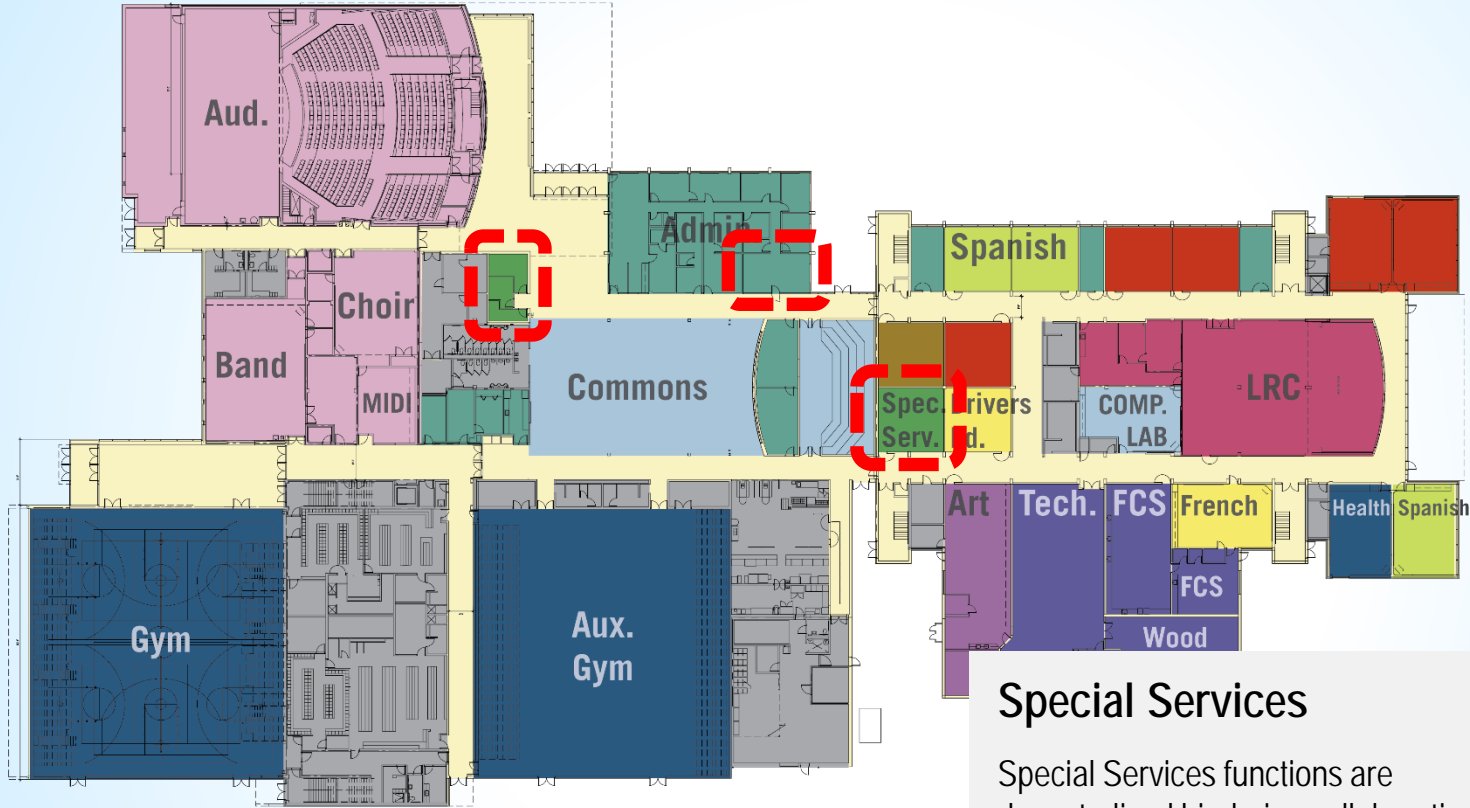 Aud.
Admin
Spanish
Choir
Band
MIDI
Commons
Spec.
Serv.
Drivers
Ed.
COMP.
LAB
LRC
Art
Tech.
FCS
French
Health
Spanish
FCS
Wood
Gym
Aux.
Gym
Special Services
Special Services functions are